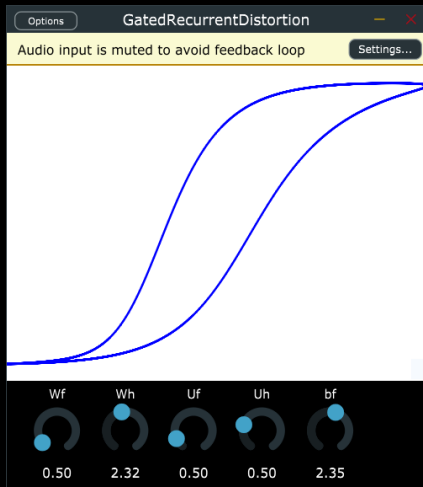 Options
GatedRecurrentDistortion
Audio input is muted to avoid feedback loop
Settings...
Wf Wh Uf Uh bf
0.50 2.32 0.50 0.50 2.35